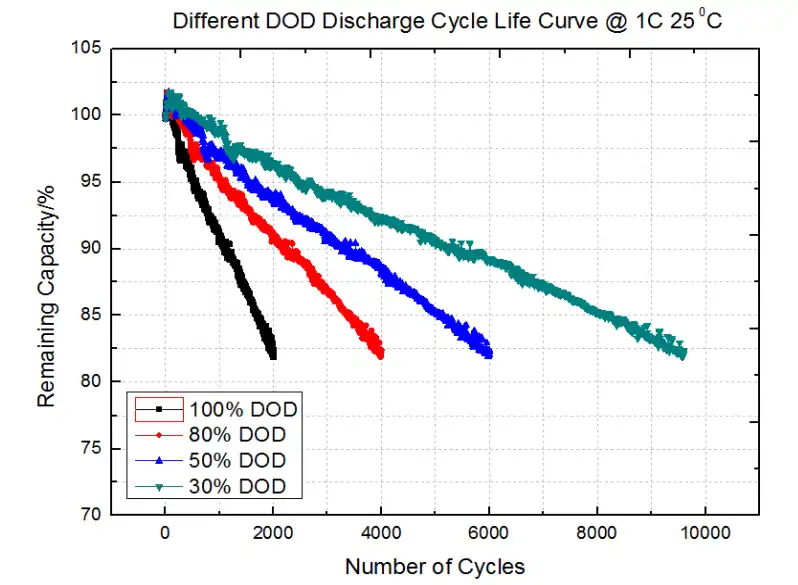 Different DOD Discharge Cycle Life Curve @ 1C 25 ⁰C
105
100
95
90
85
80
75
70
Remaining Capacity/%
100% DOD
80% DOD
50% DOD
30% DOD
0 2000 4000 6000 8000 10000
Number of Cycles